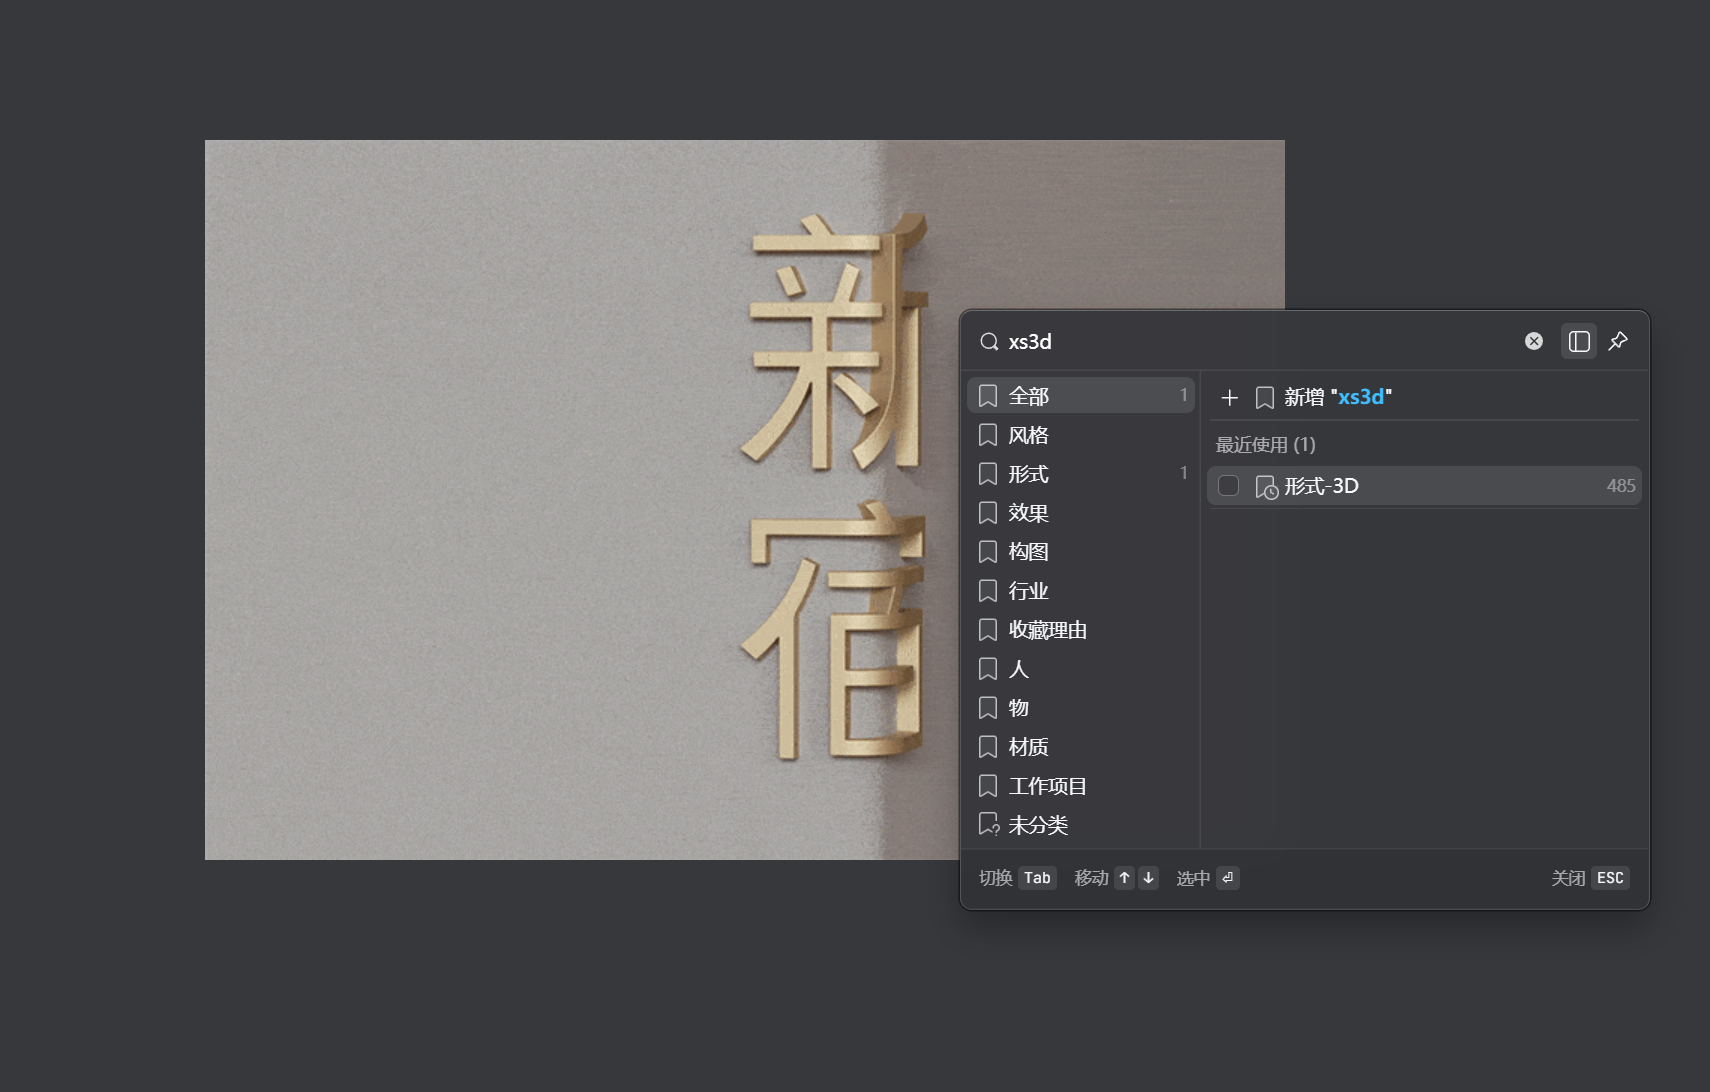 新
宿
xs3d
全部 1
风格
形式 1
效果
构图
行业
收藏理由
人
物
材质
工作项目
未分类
新增 "xs3d"
最近使用 (1)
形式-3D 485
切换 Tab 移动 ↑ ↓ 选中 ⏎ 关闭 ESC